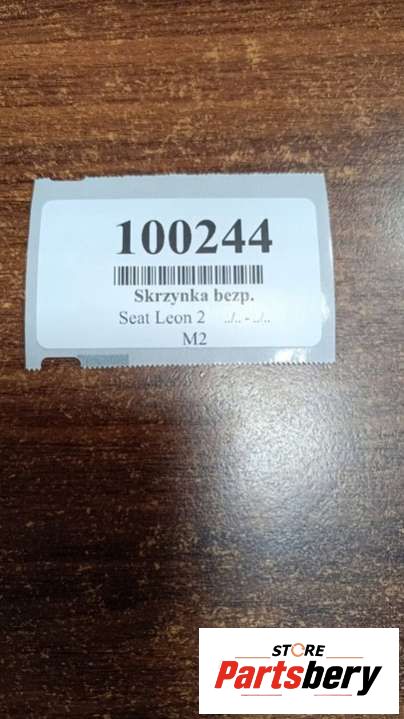 100244
Skrzynka bezp.
Seat Leon 2 ../.. - ../..
M2
STORE
Partsbery